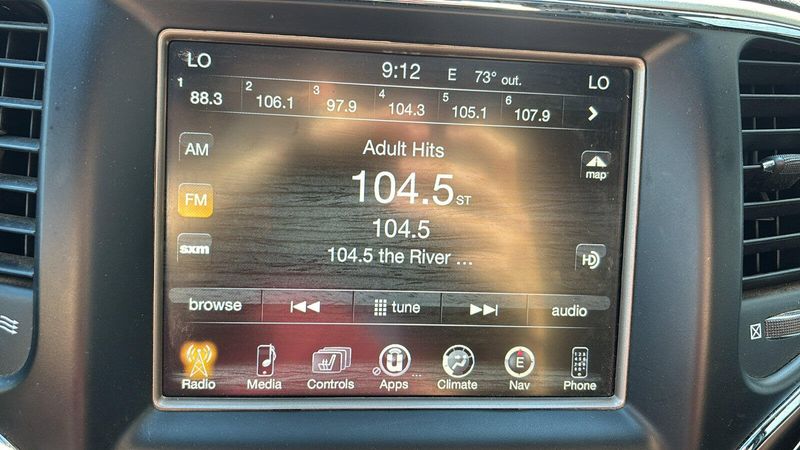 LO 9:12 E 73° out. LO
1 88.3 2 106.1 3 97.9 4 104.3 5 105.1 6 107.9
AM Adult Hits map
FM 104.5 ST
104.5
sxm 104.5 the River ... HD
browse tune audio
Radio Media Controls Apps Climate E Nav Phone